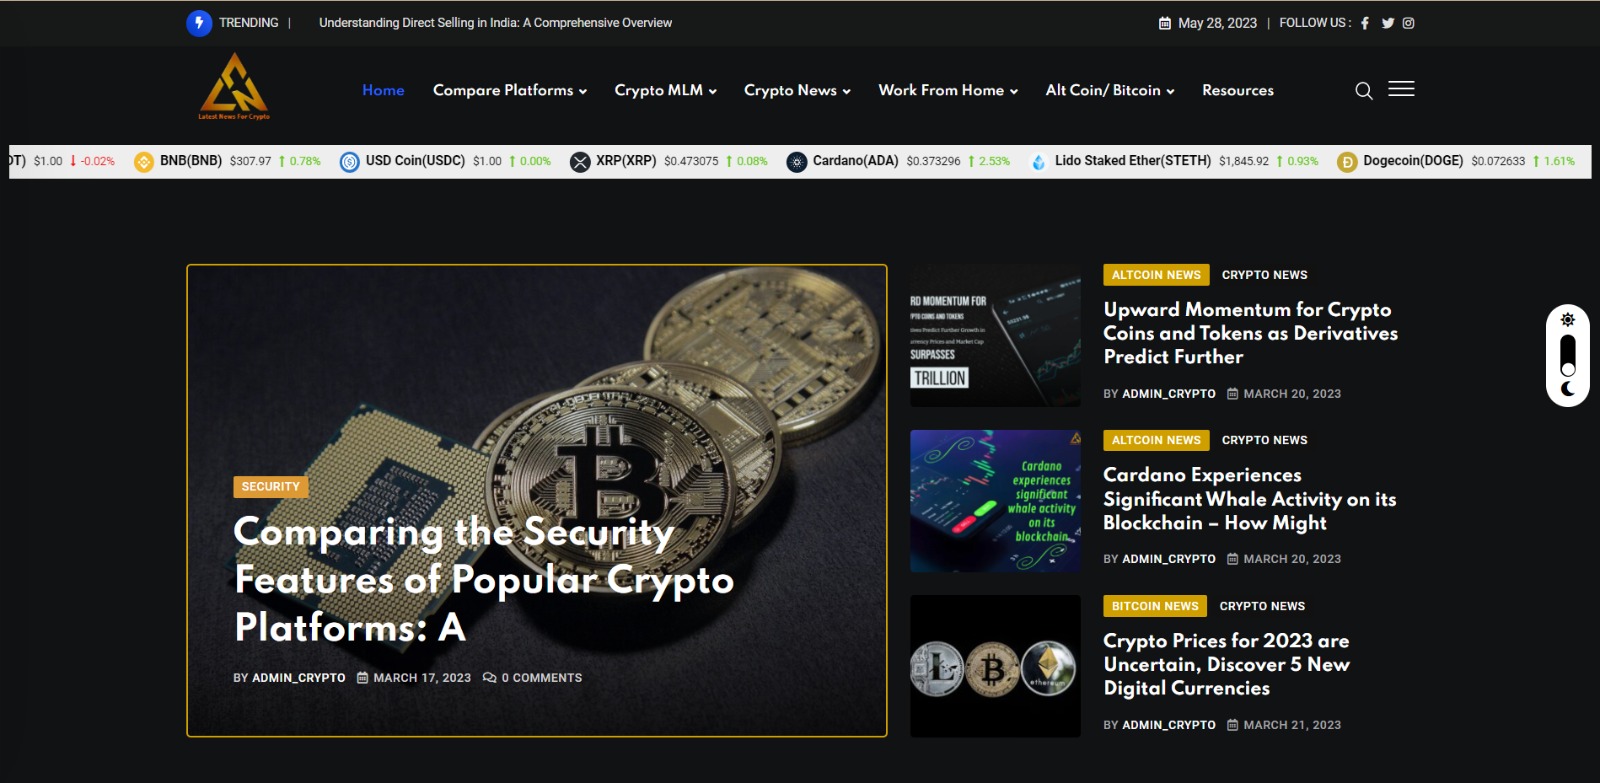 TRENDING | Understanding Direct Selling in India: A Comprehensive Overview
May 28, 2023 | FOLLOW US :
Latest News For Crypto
Home Compare Platforms Crypto MLM Crypto News Work From Home Alt Coin/ Bitcoin Resources
DT) $1.00 -0.02% BNB(BNB) $307.97 0.78% USD Coin(USDC) $1.00 0.00% XRP(XRP) $0.473075 0.08% Cardano(ADA) $0.373296 2.53% Lido Staked Ether(STETH) $1,845.92 0.93% Dogecoin(DOGE) $0.072633 1.61%
SECURITY
Comparing the Security
Features of Popular Crypto
Platforms: A
BY ADMIN_CRYPTO MARCH 17, 2023 0 COMMENTS
RD MOMENTUM FOR
PTO COINS AND TOKENS
SURPASSES
TRILLION
ALTCOIN NEWS CRYPTO NEWS
Upward Momentum for Crypto
Coins and Tokens as Derivatives
Predict Further
BY ADMIN_CRYPTO MARCH 20, 2023
Cardano
experiences
significant
whale activity
on its
blockchain.
ALTCOIN NEWS CRYPTO NEWS
Cardano Experiences
Significant Whale Activity on its
Blockchain – How Might
BY ADMIN_CRYPTO MARCH 20, 2023
ethereum
BITCOIN NEWS CRYPTO NEWS
Crypto Prices for 2023 are
Uncertain, Discover 5 New
Digital Currencies
BY ADMIN_CRYPTO MARCH 21, 2023